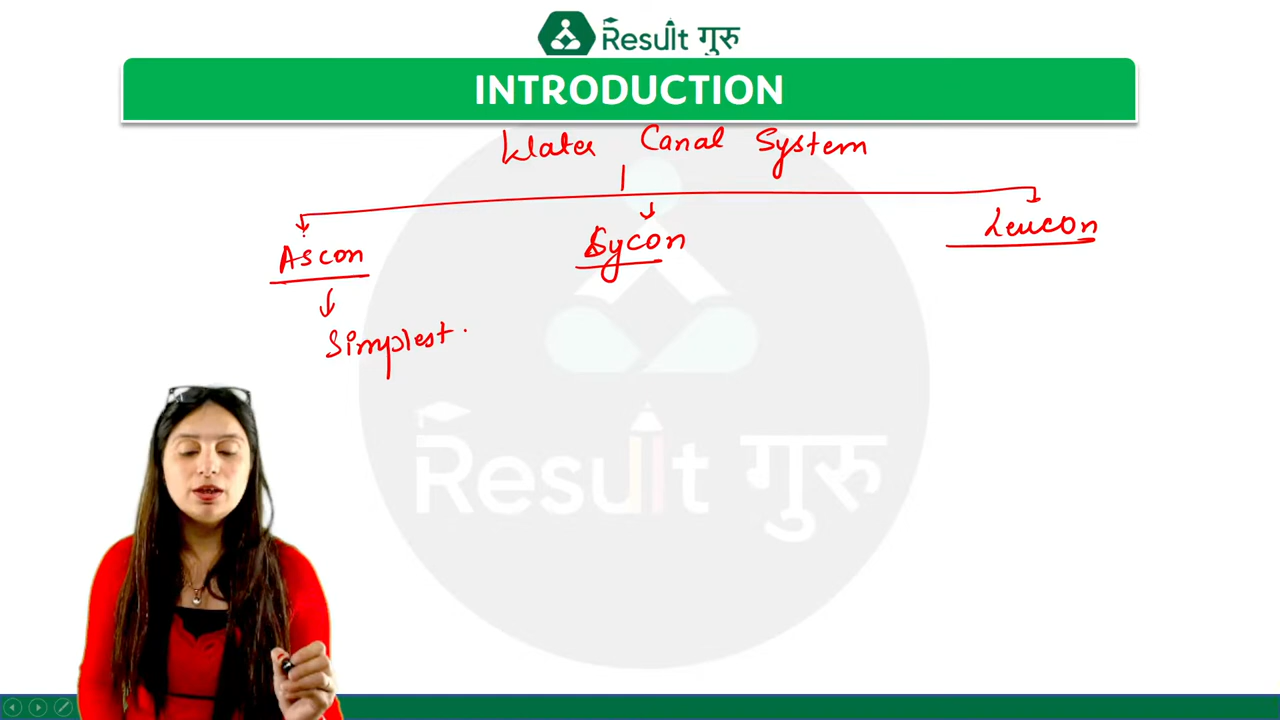 Result गुरु
INTRODUCTION
Water Canal System
Ascon Sycon Leucon
Simplest
Result गुरु